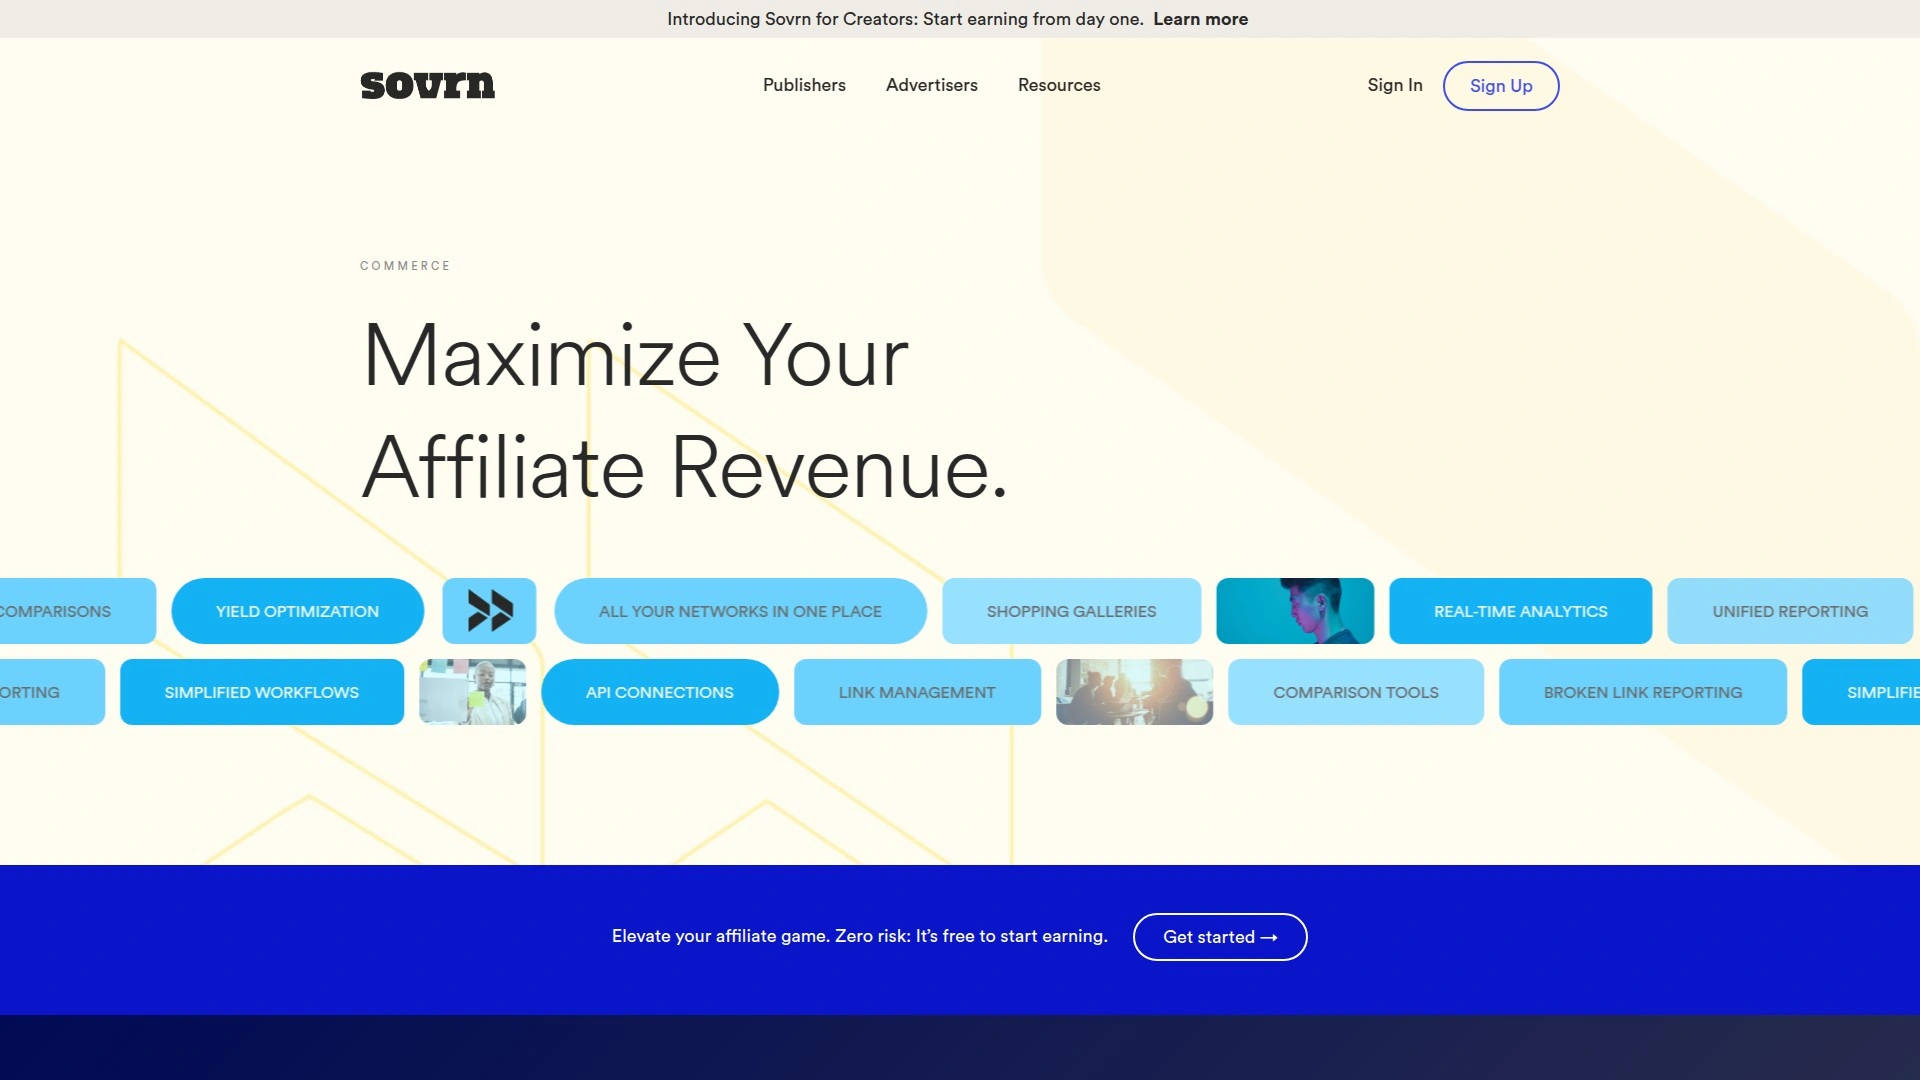 Introducing Sovrn for Creators: Start earning from day one. Learn more
sovrn
Publishers
Advertisers
Resources
Sign In
Sign Up
COMMERCE
Maximize Your
Affiliate Revenue.
COMPARISONS
YIELD OPTIMIZATION
ALL YOUR NETWORKS IN ONE PLACE
SHOPPING GALLERIES
REAL-TIME ANALYTICS
UNIFIED REPORTING
ORTING
SIMPLIFIED WORKFLOWS
API CONNECTIONS
LINK MANAGEMENT
COMPARISON TOOLS
BROKEN LINK REPORTING
SIMPLIFIE
Elevate your affiliate game. Zero risk: It’s free to start earning.
Get started →